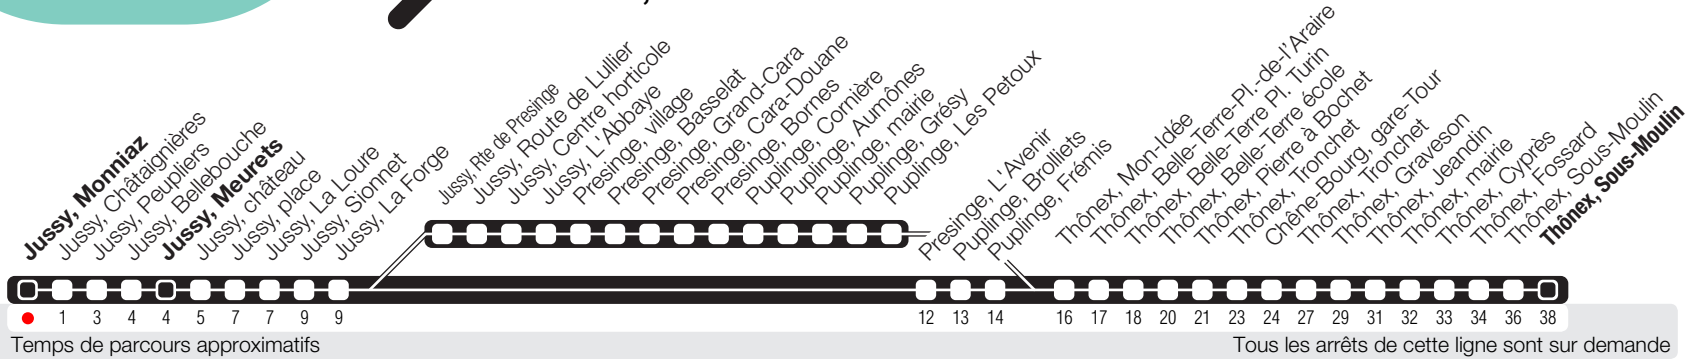 Jussy, Monniaz
Jussy, Châtaignières
Jussy, Peupliers
Jussy, Bellebouche
Jussy, Meurets
Jussy, château
Jussy, place
Jussy, La Loure
Jussy, Sionnet
Jussy, La Forge
Jussy, Rte de Presinge
Jussy, Route de Lullier
Jussy, Centre horticole
Jussy, L'Abbaye
Presinge, village
Presinge, Basselat
Presinge, Grand-Cara
Presinge, Cara-Douane
Presinge, Bornes
Puplinge, Cornière
Puplinge, Aumônes
Puplinge, mairie
Puplinge, Grésy
Puplinge, Les Petoux
Presinge, L'Avenir
Puplinge, Brolliets
Puplinge, Frémis
Thônex, Mon-Idée
Thônex, Belle-Terre-Pl.-de-l'Araire
Thônex, Belle-Terre Pl. Turin
Thônex, Belle-Terre école
Thônex, Pierre à Bochet
Thônex, Tronchet
Chêne-Bourg, gare-Tour
Thônex, Tronchet
Thônex, Graveson
Thônex, Jeandin
Thônex, mairie
Thônex, Cyprès
Thônex, Fossard
Thônex, Sous-Moulin
Thônex, Sous-Moulin
1 3 4 4 5 7 7 9 9 12 13 14 16 17 18 20 21 23 24 27 29 31 32 33 34 36 38
Temps de parcours approximatifs
Tous les arrêts de cette ligne sont sur demande